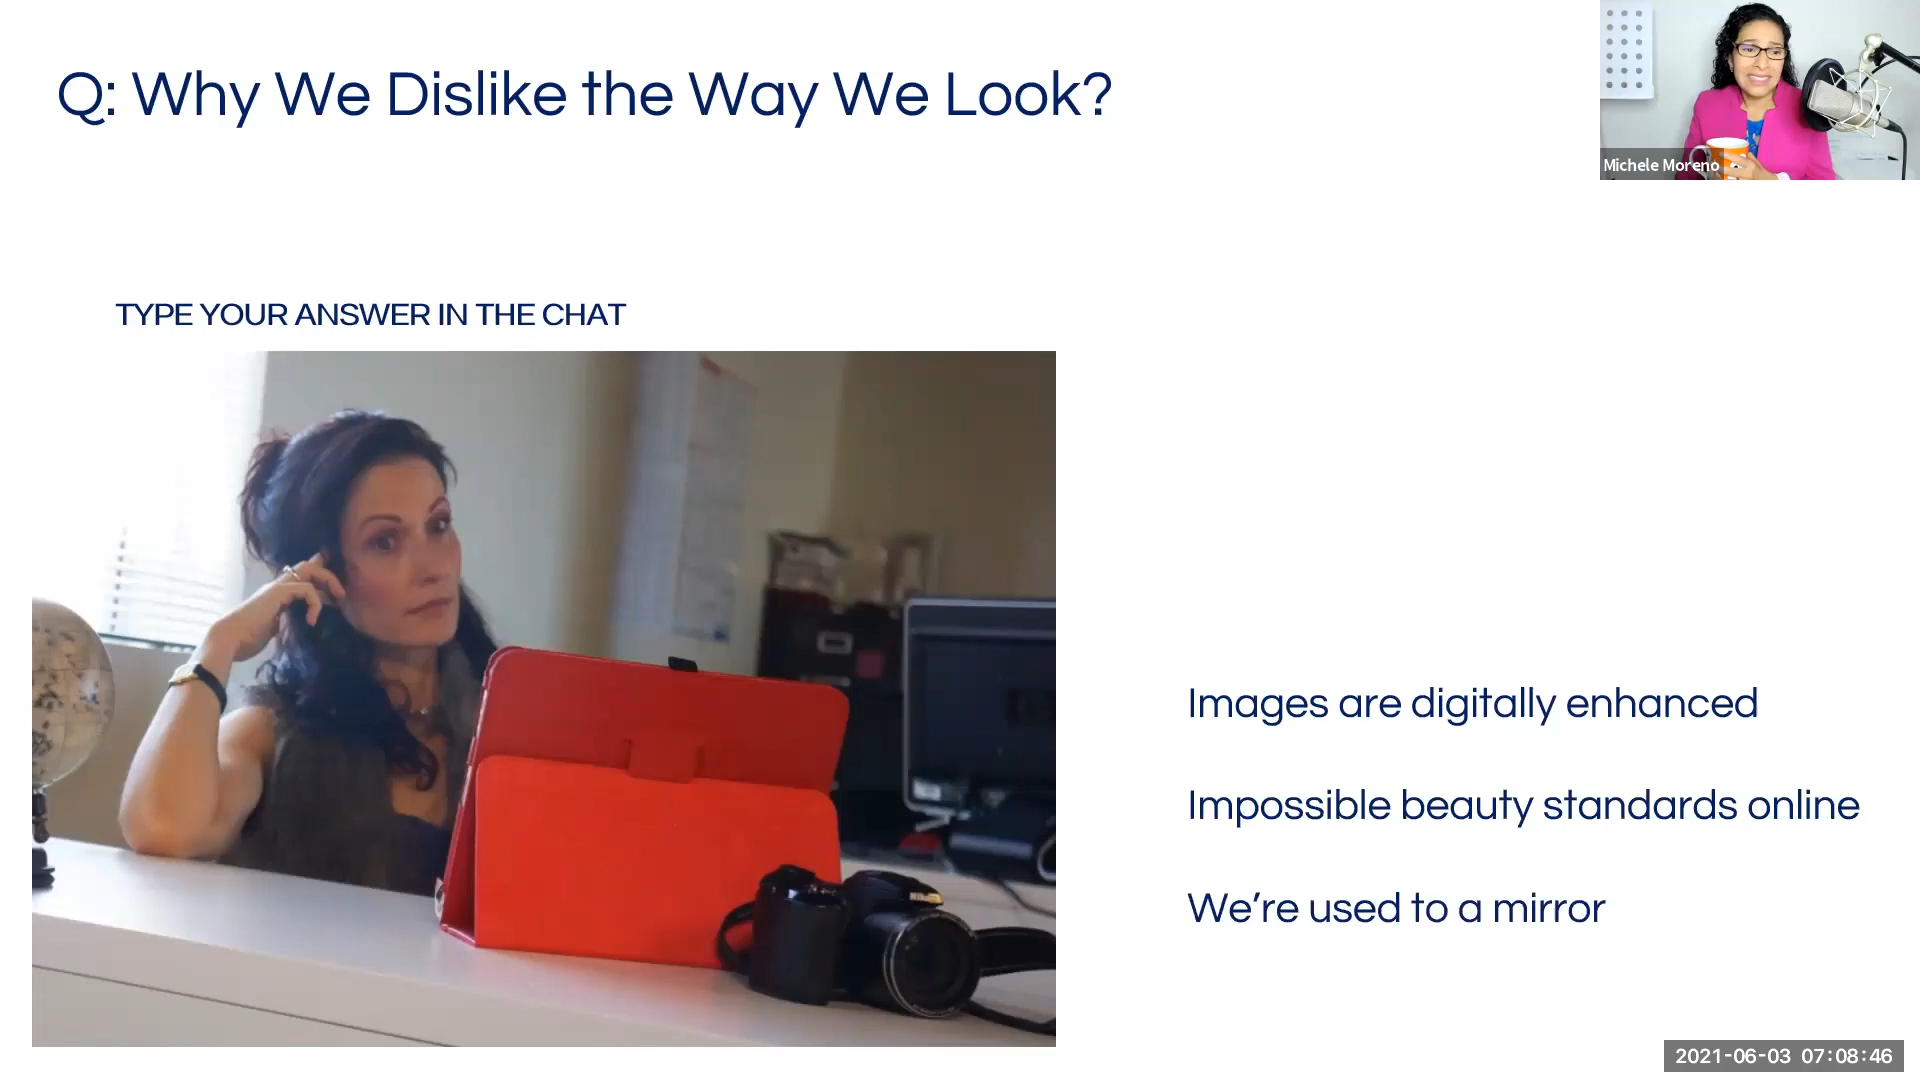 Q: Why We Dislike the Way We Look?
Michele Moreno
TYPE YOUR ANSWER IN THE CHAT
Images are digitally enhanced
Impossible beauty standards online
We're used to a mirror
Nikon
2021-06-03 07:08:46